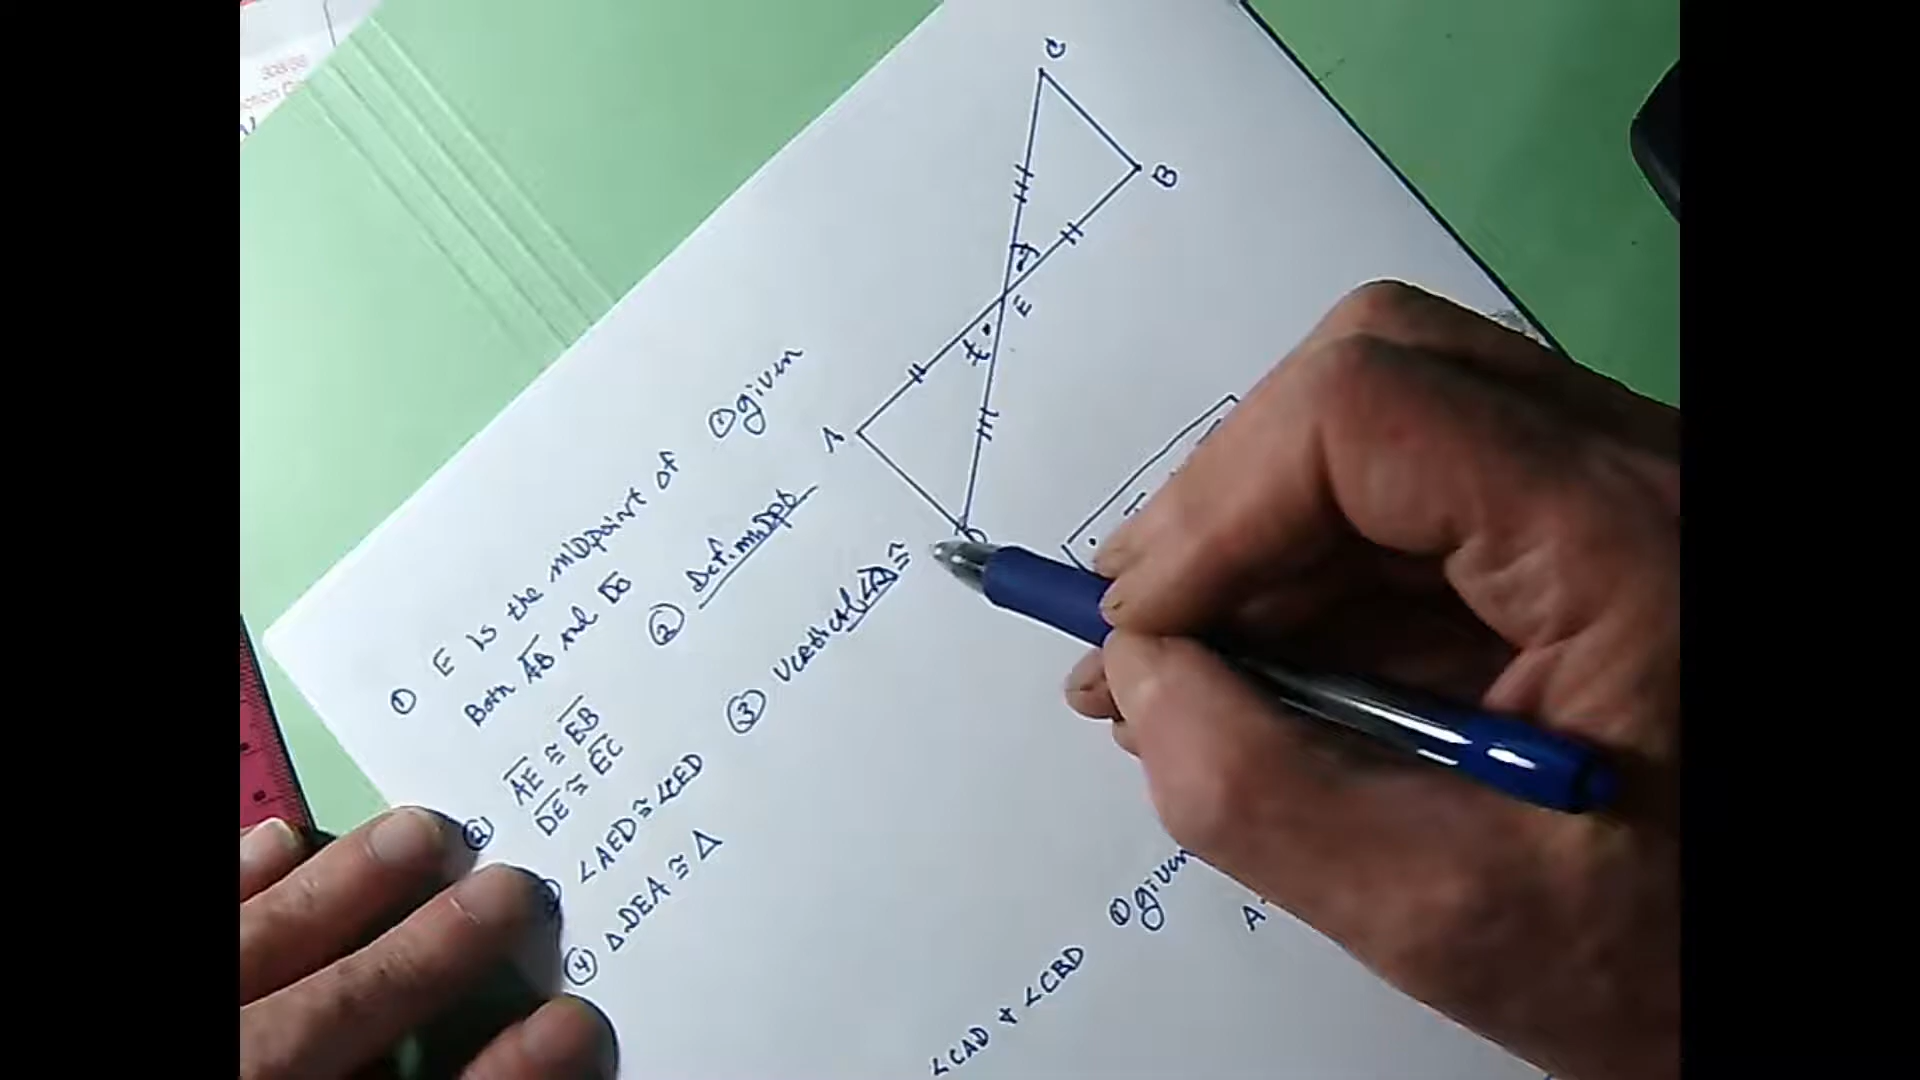 ① E is the midpoint of
Both AB and DC
① given
② AE ≅ EB
DE ≅ EC
② Def. midpt
∠AED ≅ ∠CED
③ Vertical ∠s ≅
④ △DEA ≅ △
C
B
E
A
D
∠CAD & ∠CBD
① given
A